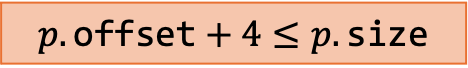 p.offset + 4 ≤ p.size